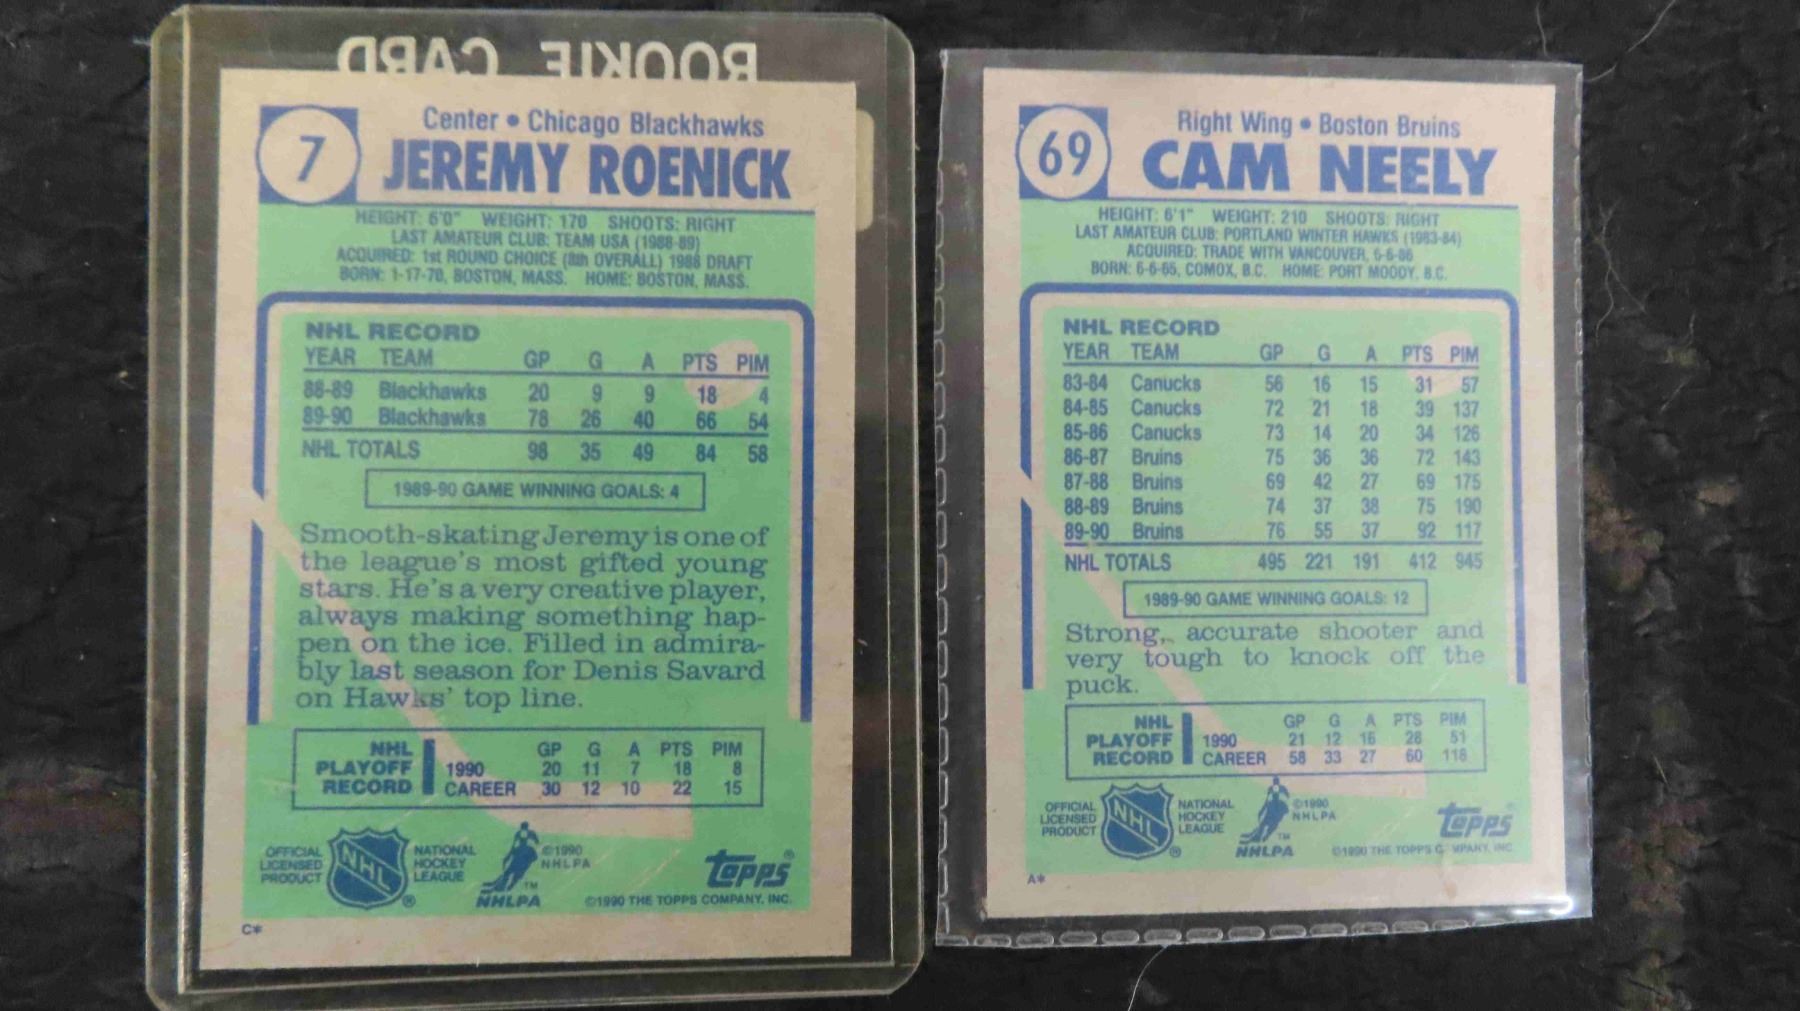 ROOKIE CARD
7
Center • Chicago Blackhawks
JEREMY ROENICK
HEIGHT: 6'0" WEIGHT: 170 SHOOTS: RIGHT
LAST AMATEUR CLUB: TEAM USA (1988-89)
ACQUIRED: 1st ROUND CHOICE (8th OVERALL) 1988 DRAFT
BORN: 1-17-70, BOSTON, MASS. HOME: BOSTON, MASS.
NHL RECORD
YEAR TEAM GP G A PTS PIM
88-89 Blackhawks 20 9 9 18 4
89-90 Blackhawks 78 26 40 66 54
NHL TOTALS 98 35 49 84 58
1989-90 GAME WINNING GOALS: 4
Smooth-skating Jeremy is one of
the league's most gifted young
stars. He's a very creative player,
always making something hap-
pen on the ice. Filled in admira-
bly last season for Denis Savard
on Hawks' top line.
NHL PLAYOFF RECORD
GP G A PTS PIM
1990 20 11 7 18 8
CAREER 30 12 10 22 15
OFFICIAL LICENSED PRODUCT
NHL ®
NATIONAL HOCKEY LEAGUE
TM
NHLPA
©1990 NHLPA
topps®
©1990 THE TOPPS COMPANY, INC.
C*
69
Right Wing • Boston Bruins
CAM NEELY
HEIGHT: 6'1" WEIGHT: 210 SHOOTS: RIGHT
LAST AMATEUR CLUB: PORTLAND WINTER HAWKS (1983-84)
ACQUIRED: TRADE WITH VANCOUVER, 6-6-86
BORN: 6-6-65, COMOX, B.C. HOME: PORT MOODY, B.C.
NHL RECORD
YEAR TEAM GP G A PTS PIM
83-84 Canucks 56 16 15 31 57
84-85 Canucks 72 21 18 39 137
85-86 Canucks 73 14 20 34 126
86-87 Bruins 75 36 36 72 143
87-88 Bruins 69 42 27 69 175
88-89 Bruins 74 37 38 75 190
89-90 Bruins 76 55 37 92 117
NHL TOTALS 495 221 191 412 945
1989-90 GAME WINNING GOALS: 12
Strong, accurate shooter and
very tough to knock off the
puck.
NHL PLAYOFF RECORD
GP G A PTS PIM
1990 21 12 16 28 51
CAREER 58 33 27 60 118
OFFICIAL LICENSED PRODUCT
NHL ®
NATIONAL HOCKEY LEAGUE
TM
NHLPA
©1990 NHLPA
topps®
©1990 THE TOPPS COMPANY, INC.
A*